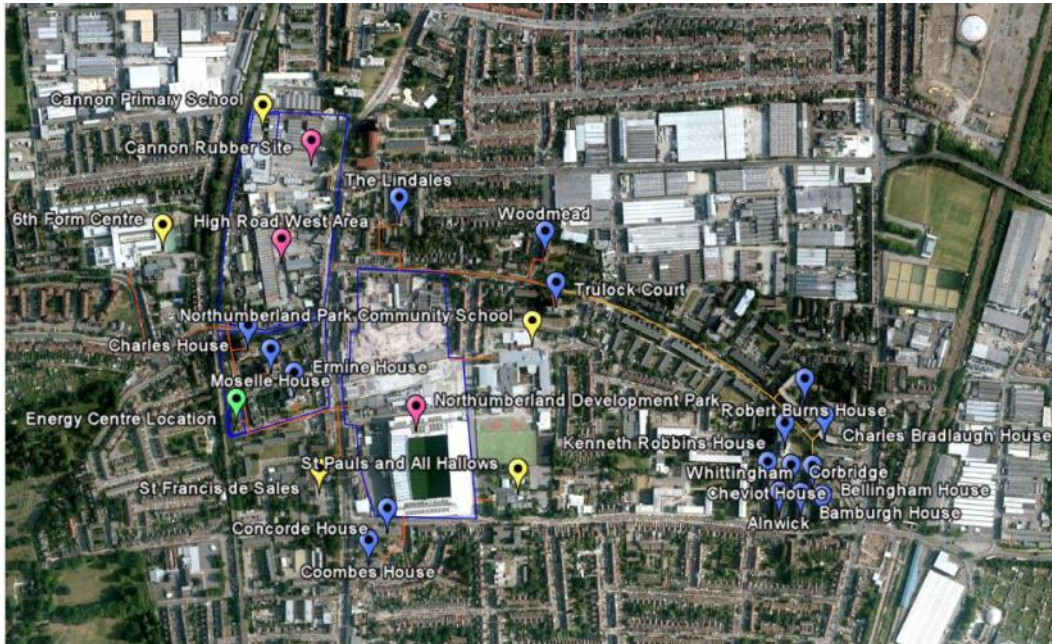 Cannon Primary School
Cannon Rubber Site
The Lindales
6th Form Centre
High Road West Area
Woodmead
Trulock Court
Northumberland Park Community School
Charles House
Ermine House
Moselle House
Northumberland Development Park
Energy Centre Location
Robert Burns House
Charles Bradlaugh House
Kenneth Robbins House
St Pauls and All Hallows
Whittingham
Corbridge
St Francis de Sales
Cheviot House
Bellingham House
Concorde House
Alnwick
Bamburgh House
Coombes House